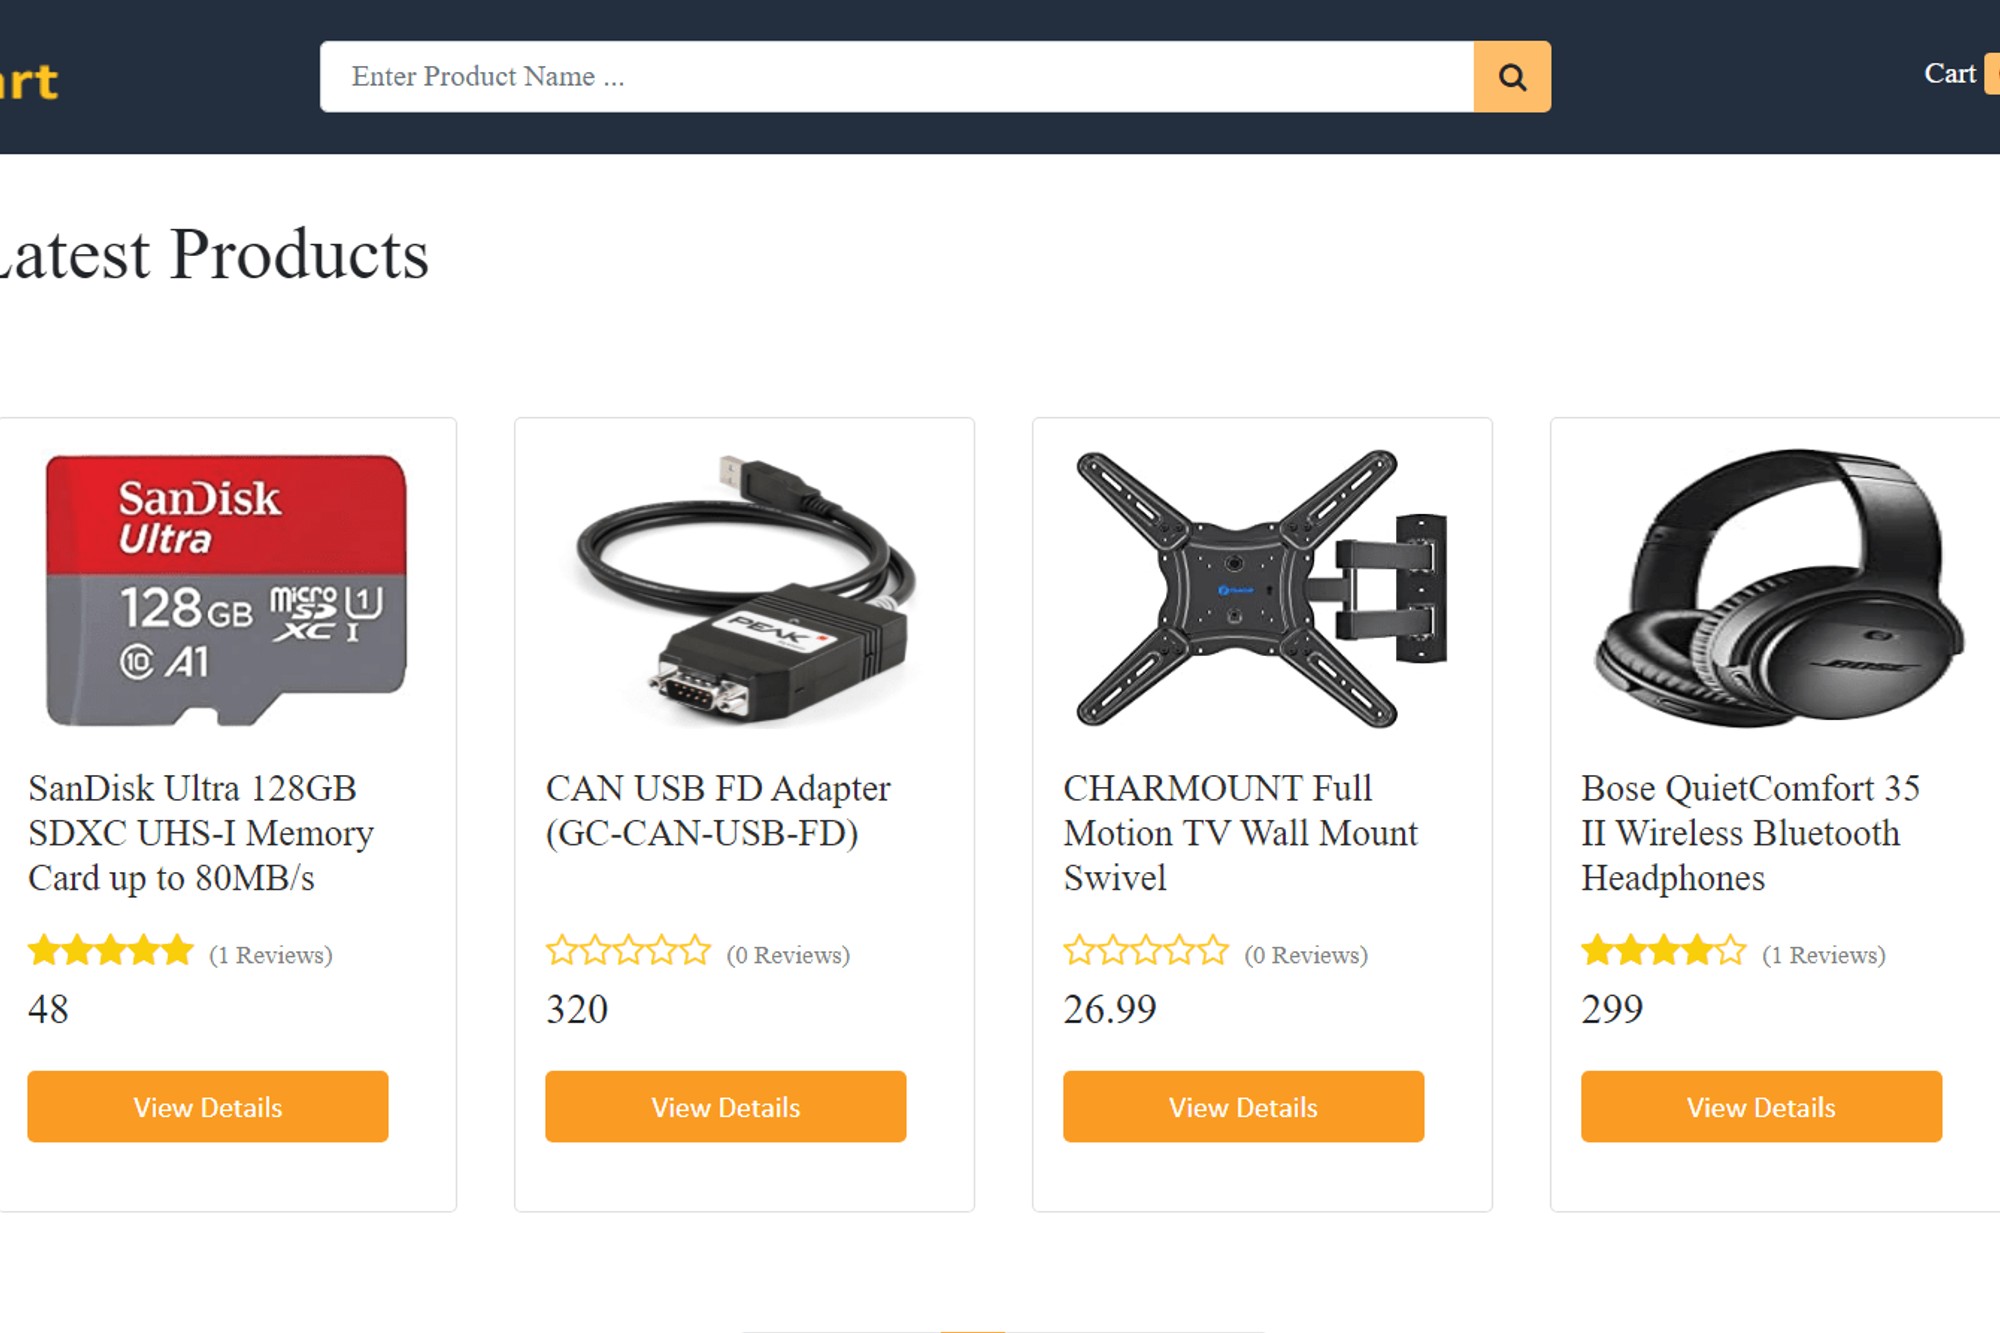 Enter Product Name ...
Cart
Latest Products
SanDisk
Ultra
128GB
micro
SD
XC I
U1
10 A1
PEAK
BOSE
SanDisk Ultra 128GB
SDXC UHS-I Memory
Card up to 80MB/s
(1 Reviews)
48
View Details
CAN USB FD Adapter
(GC-CAN-USB-FD)
(0 Reviews)
320
View Details
CHARMOUNT Full
Motion TV Wall Mount
Swivel
(0 Reviews)
26.99
View Details
Bose QuietComfort 35
II Wireless Bluetooth
Headphones
(1 Reviews)
299
View Details